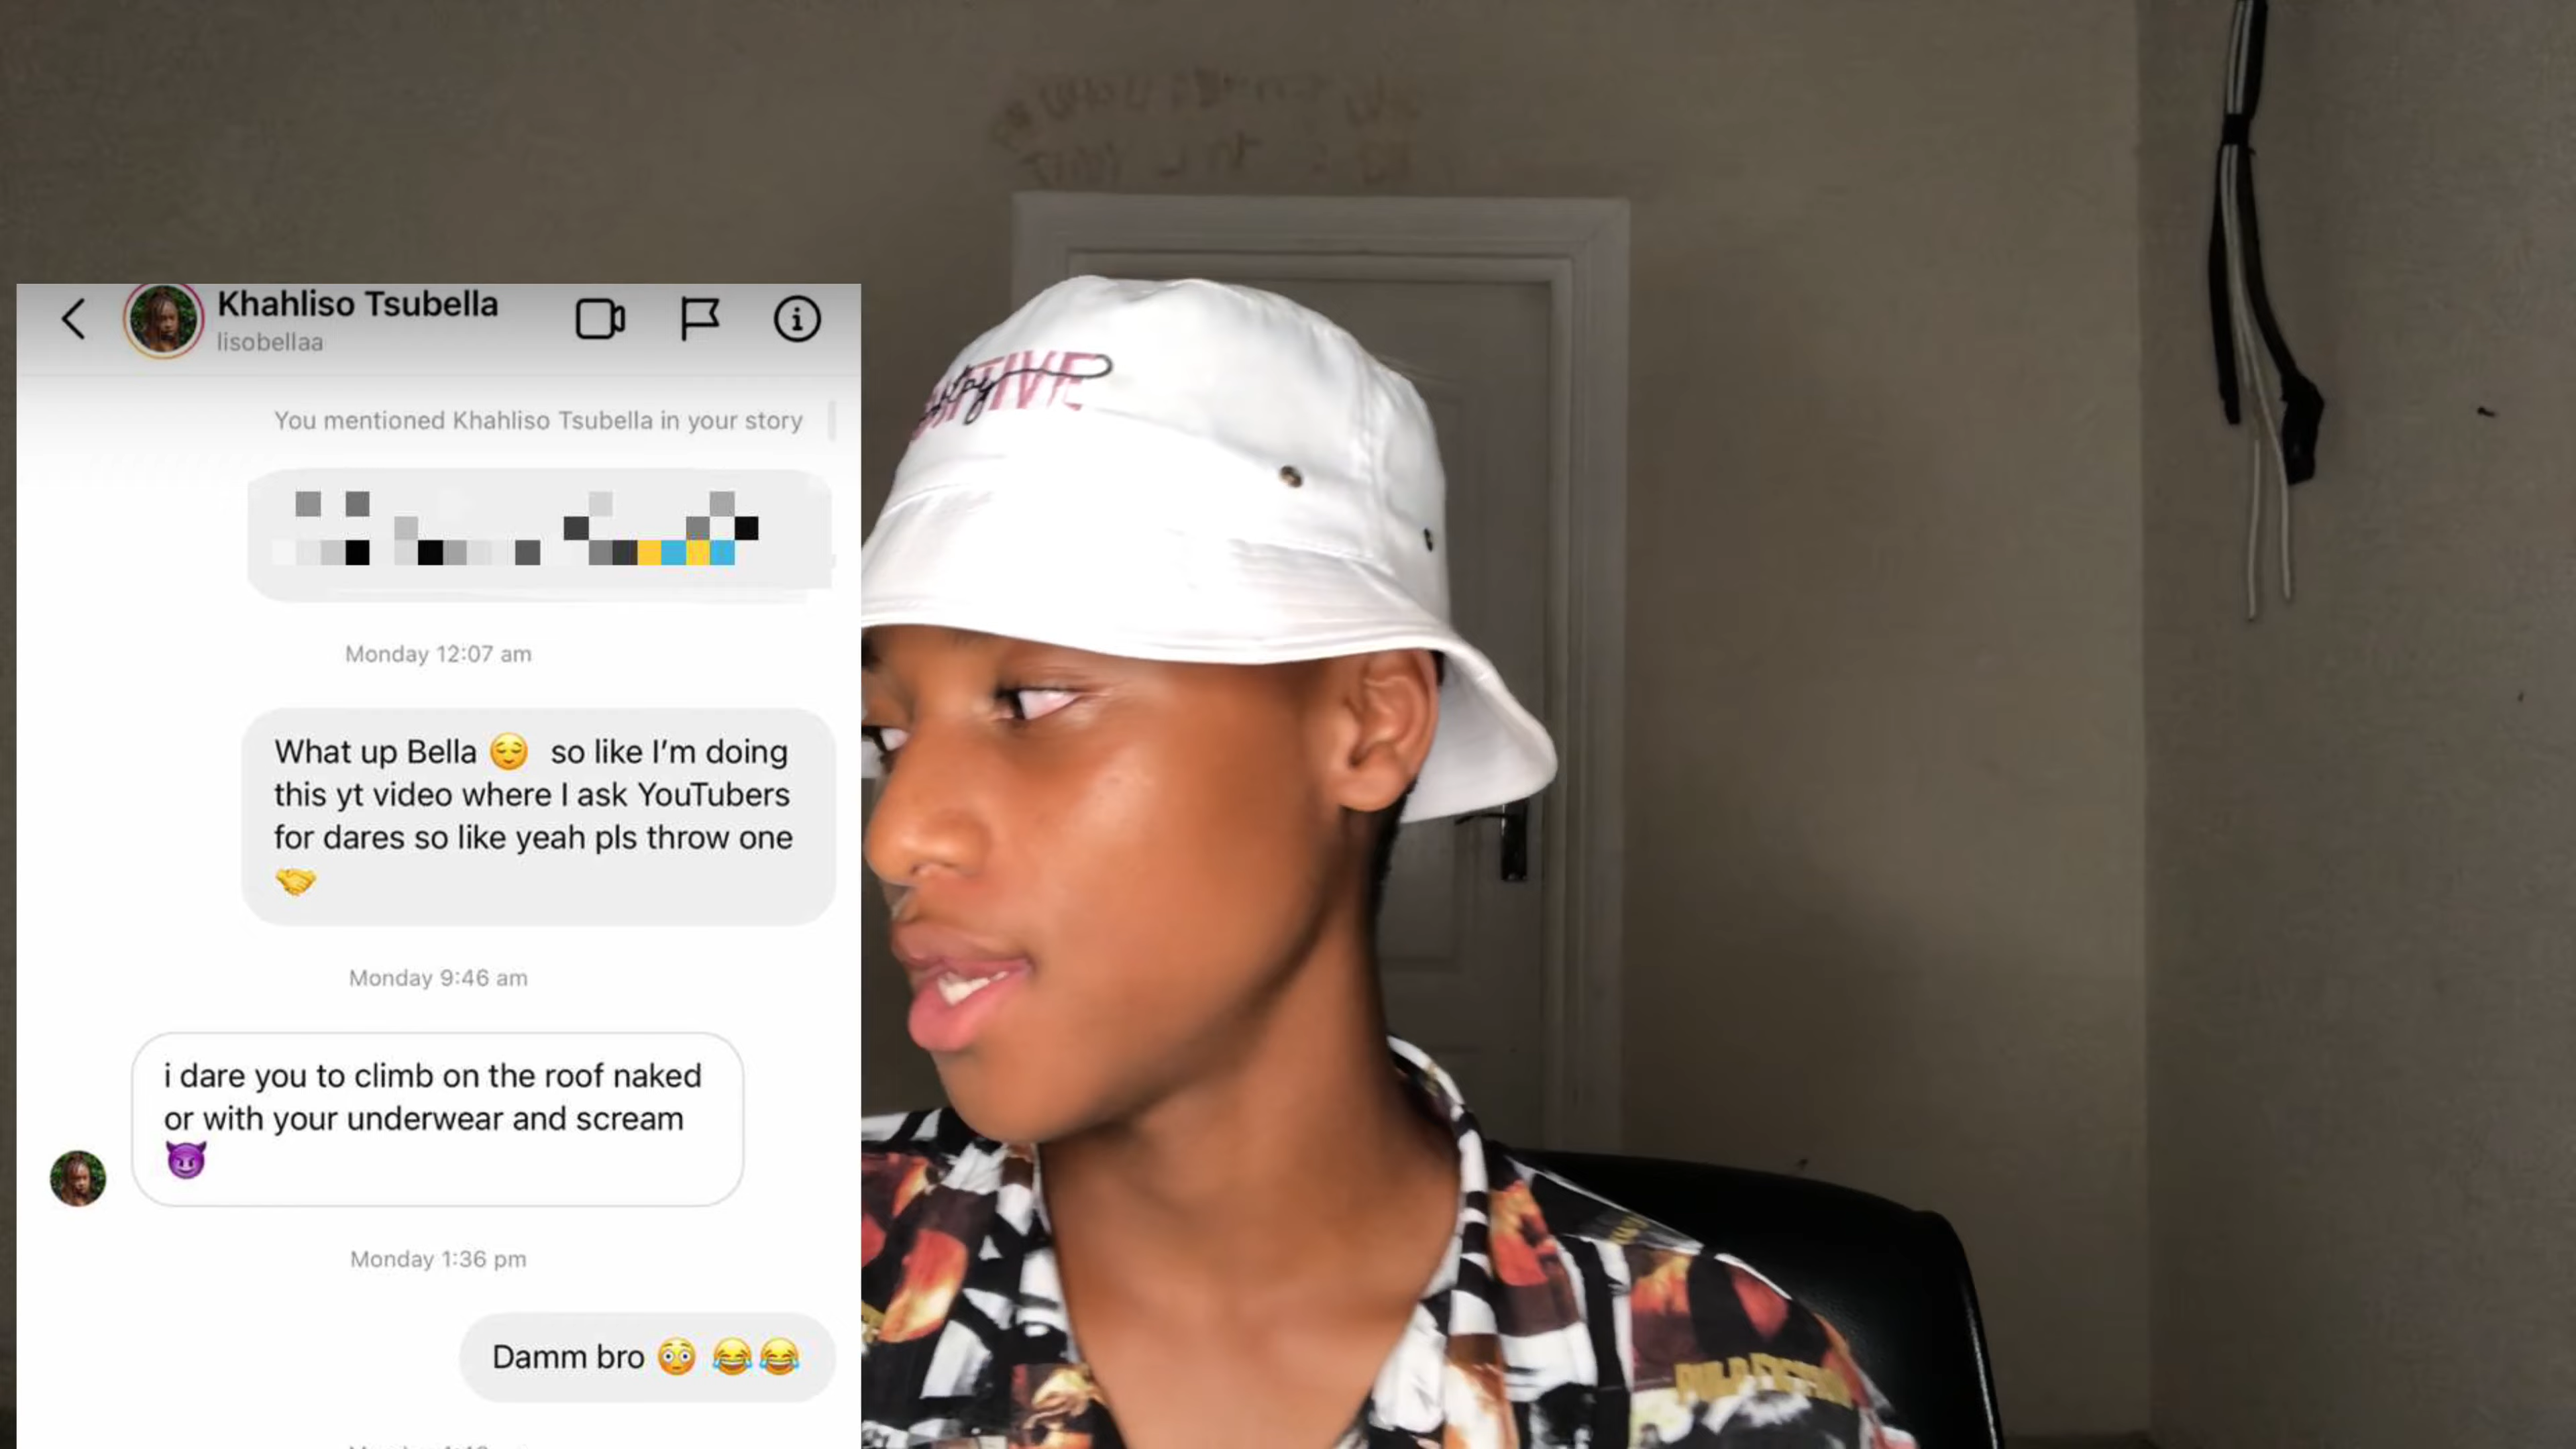 Khahliso Tsubella
lisobellaa
You mentioned Khahliso Tsubella in your story
Monday 12:07 am
What up Bella 😌 so like I'm doing
this yt video where I ask YouTubers
for dares so like yeah pls throw one
🤝
Monday 9:46 am
i dare you to climb on the roof naked
or with your underwear and scream
😈
Monday 1:36 pm
Damm bro 😳 😂😂
stay
PULP FICTION